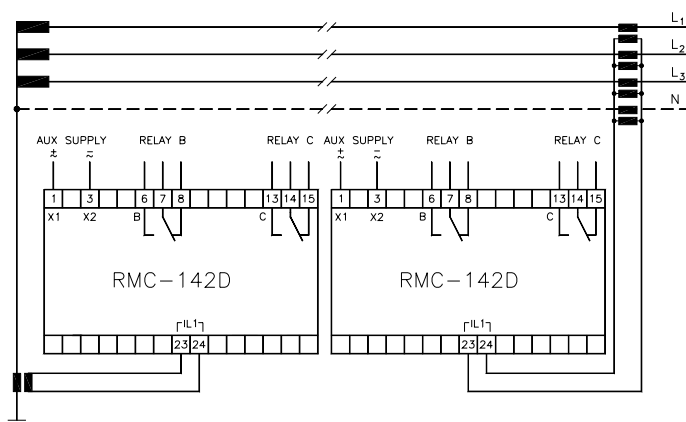 L1
L2
L3
N
AUX SUPPLY RELAY B RELAY C AUX SUPPLY RELAY B RELAY C
1 3 6 7 8 13 14 15 1 3 6 7 8 13 14 15
X1 X2 B C X1 X2 B C
RMC-142D RMC-142D
IL1 IL1
23 24 23 24